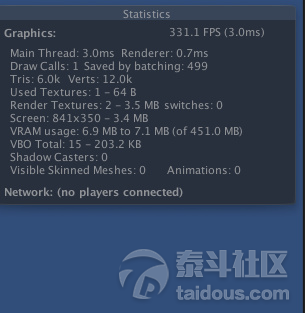 Statistics
Graphics: 331.1 FPS (3.0ms)
Main Thread: 3.0ms Renderer: 0.7ms
Draw Calls: 1 Saved by batching: 499
Tris: 6.0k Verts: 12.0k
Used Textures: 1 – 64 B
Render Textures: 2 – 3.5 MB switches: 0
Screen: 841x350 – 3.4 MB
VRAM usage: 6.9 MB to 7.1 MB (of 451.0 MB)
VBO Total: 15 – 203.2 KB
Shadow Casters: 0
Visible Skinned Meshes: 0 Animations: 0
Network: (no players connected)
泰斗社区
taidous.com